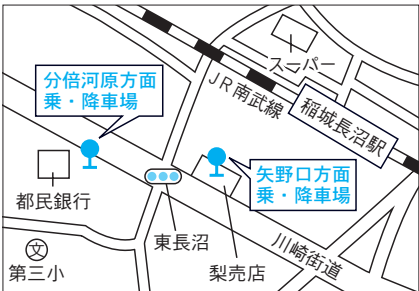 スーパー
分倍河原方面
乗・降車場
JR南武線
稲城長沼駅
矢野口方面
乗・降車場
都民銀行
東長沼
川崎街道
文
第三小
梨売店